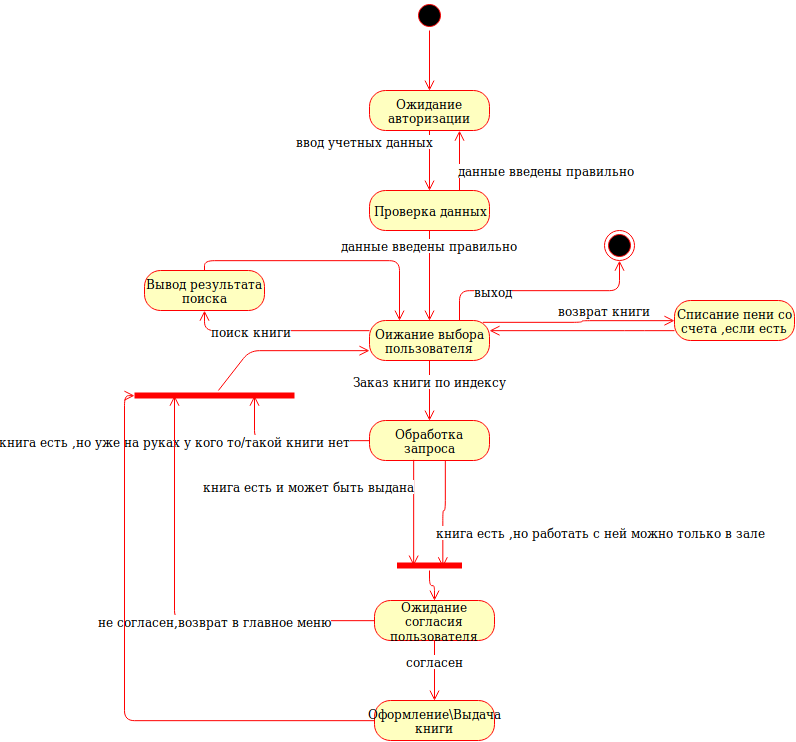 Ожидание
авторизации
ввод учетных данных
данные введены правильно
Проверка данных
данные введены правильно
Вывод результата
поиска
выход
возврат книги
Списание пени со
счета ,если есть
поиск книги
Оижание выбора
пользователя
Заказ книги по индексу
Обработка
запроса
книга есть ,но уже на руках у кого то/такой книги нет
книга есть и может быть выдана
книга есть ,но работать с ней можно только в зале
Ожидание
согласия
пользователя
не согласен,возврат в главное меню
согласен
Оформление\Выдача
книги